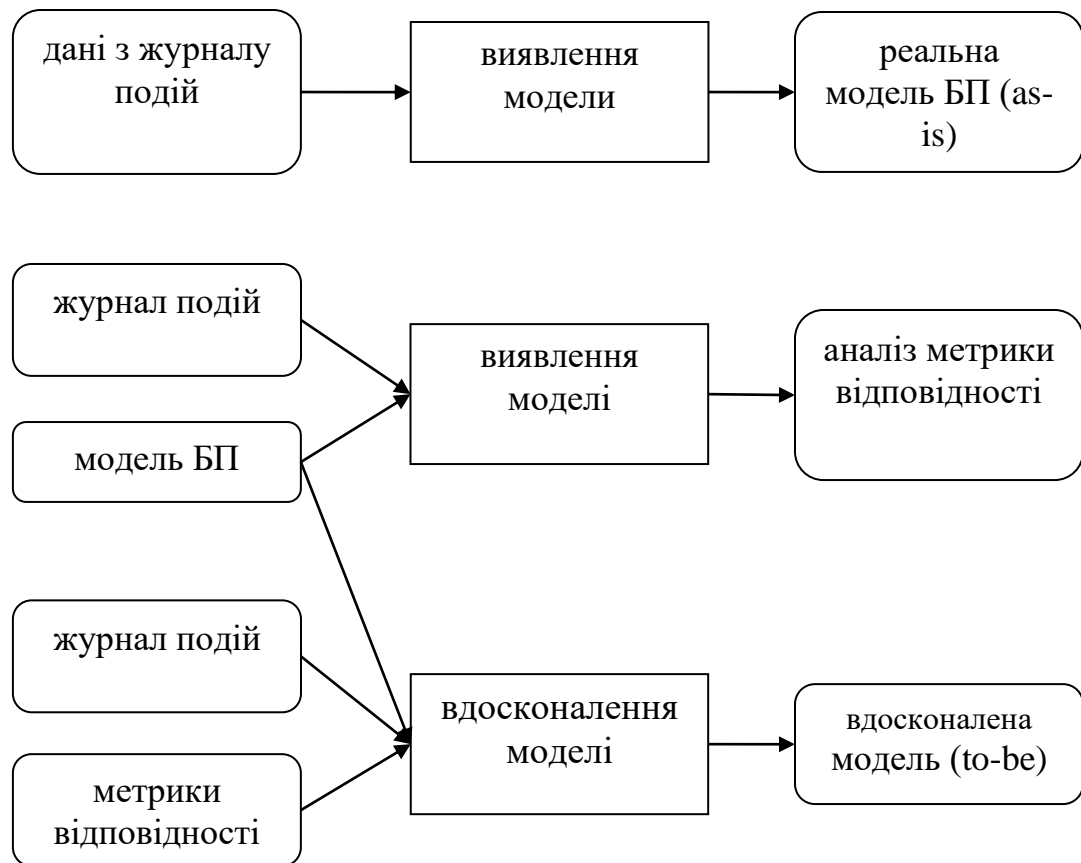 дані з журналу
подій
виявлення
модели
реальна
модель БП (as-
is)
журнал подій
модель БП
виявлення
моделі
аналіз метрики
відповідності
журнал подій
метрики
відповідності
вдосконалення
моделі
вдосконалена
модель (to-be)